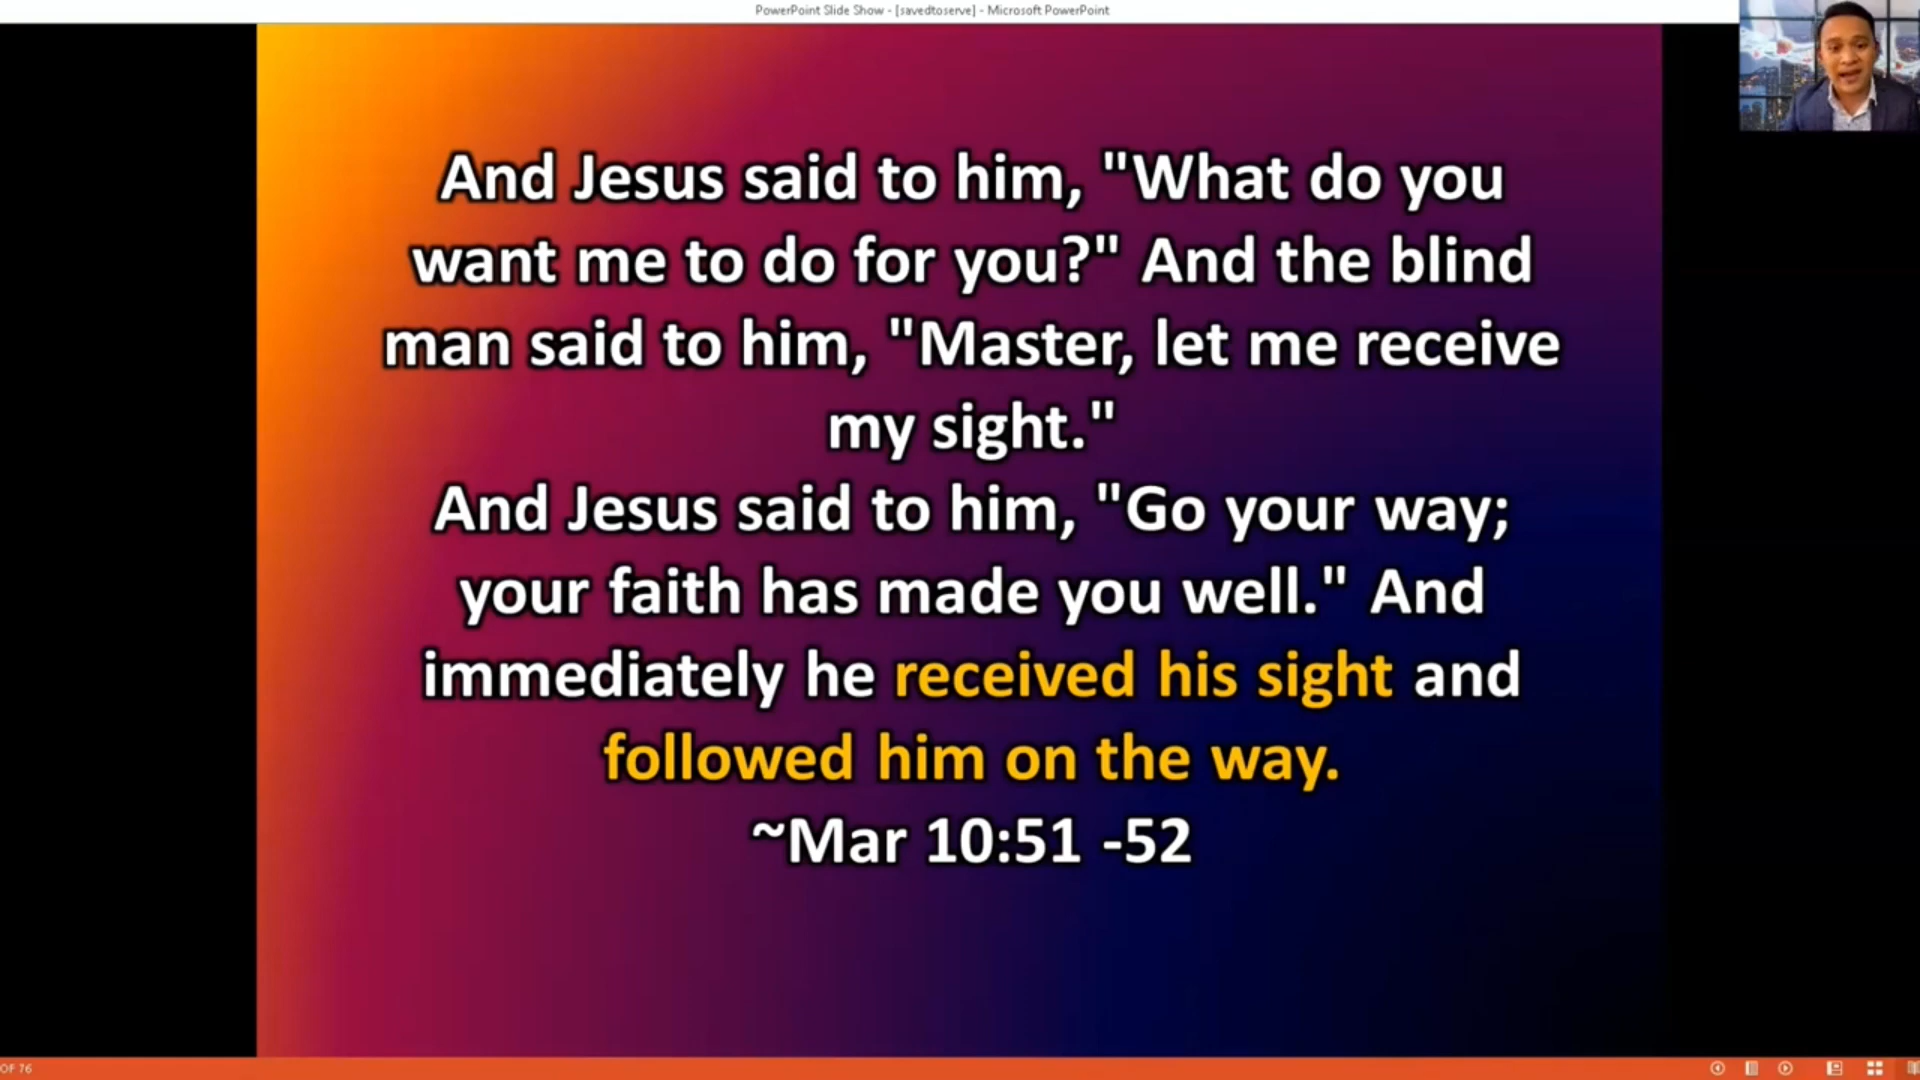 PowerPoint Slide Show - [savedtoserve] - Microsoft PowerPoint
And Jesus said to him, "What do you
want me to do for you?" And the blind
man said to him, "Master, let me receive
my sight."
And Jesus said to him, "Go your way;
your faith has made you well." And
immediately he received his sight and
followed him on the way.
~Mar 10:51 -52
OF 76